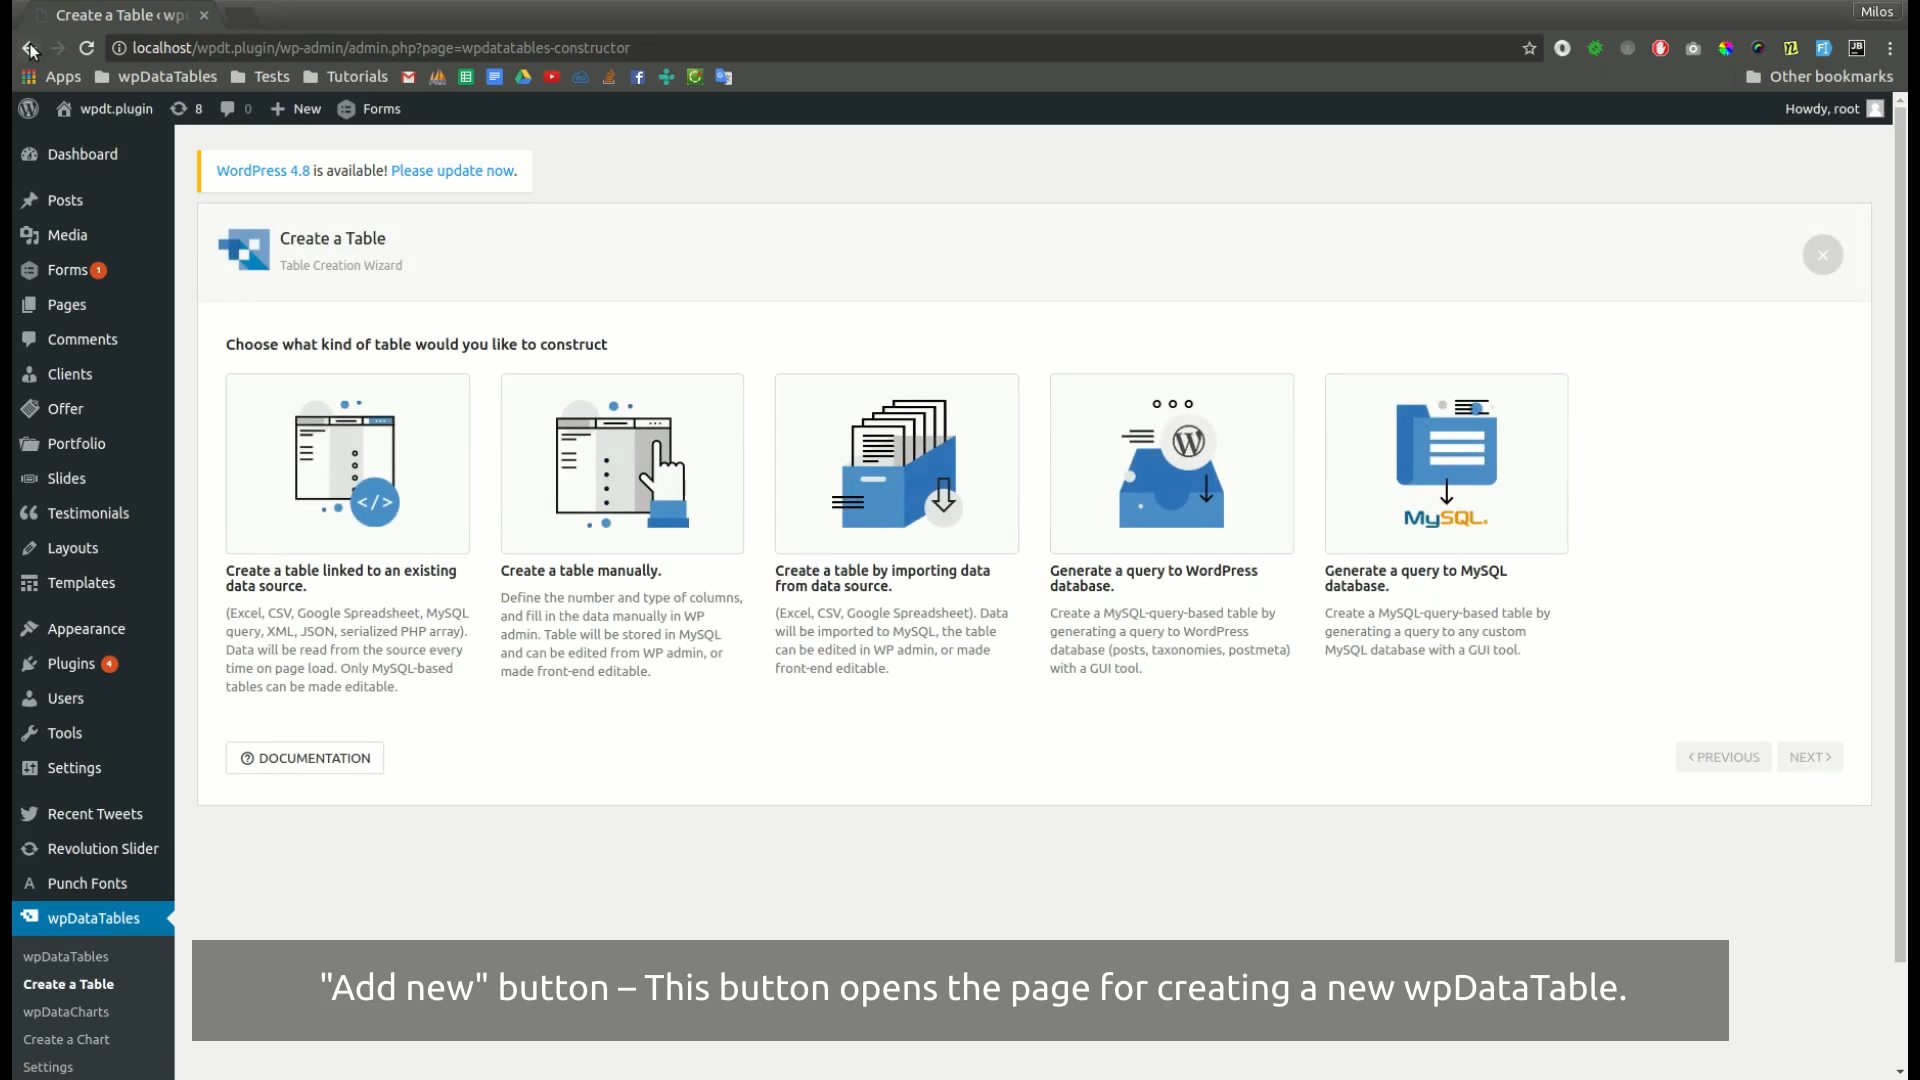 Create a Table ‹ wpd
Milos
localhost/wpdt.plugin/wp-admin/admin.php?page=wpdatatables-constructor
Apps
wpDataTables
Tests
Tutorials
Other bookmarks
wpdt.plugin
8
0
New
Forms
Howdy, root
Dashboard
Posts
Media
Forms 1
Pages
Comments
Clients
Offer
Portfolio
Slides
Testimonials
Layouts
Templates
Appearance
Plugins 4
Users
Tools
Settings
Recent Tweets
Revolution Slider
Punch Fonts
wpDataTables
wpDataTables
Create a Table
wpDataCharts
Create a Chart
Settings
WordPress 4.8 is available! Please update now.
Create a Table
Table Creation Wizard
Choose what kind of table would you like to construct
</>
Create a table linked to an existing
data source.
(Excel, CSV, Google Spreadsheet, MySQL
query, XML, JSON, serialized PHP array).
Data will be read from the source every
time on page load. Only MySQL-based
tables can be made editable.
Create a table manually.
Define the number and type of columns,
and fill in the data manually in WP
admin. Table will be stored in MySQL
and can be edited from WP admin, or
made front-end editable.
Create a table by importing data
from data source.
(Excel, CSV, Google Spreadsheet). Data
will be imported to MySQL, the table
can be edited in WP admin, or made
front-end editable.
Generate a query to WordPress
database.
Create a MySQL-query-based table by
generating a query to WordPress
database (posts, taxonomies, postmeta)
with a GUI tool.
MySQL.
Generate a query to MySQL
database.
Create a MySQL-query-based table by
generating a query to any custom
MySQL database with a GUI tool.
DOCUMENTATION
PREVIOUS
NEXT
"Add new" button – This button opens the page for creating a new wpDataTable.